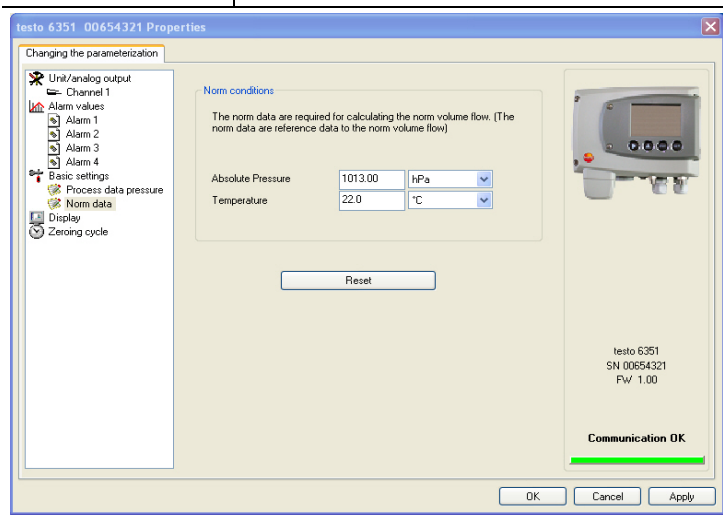 testo 6351 00654321 Properties
Changing the parameterization
Unit/analog output
Channel 1
Alarm values
Alarm 1
Alarm 2
Alarm 3
Alarm 4
Basic settings
Process data pressure
Norm data
Display
Zeroing cycle
Norm conditions
The norm data are required for calculating the norm volume flow. (The
norm data are reference data to the norm volume flow)
Absolute Pressure 1013.00 hPa
Temperature 22.0 °C
Reset
testo 6351
SN 00654321
FW 1.00
Communication OK
OK Cancel Apply